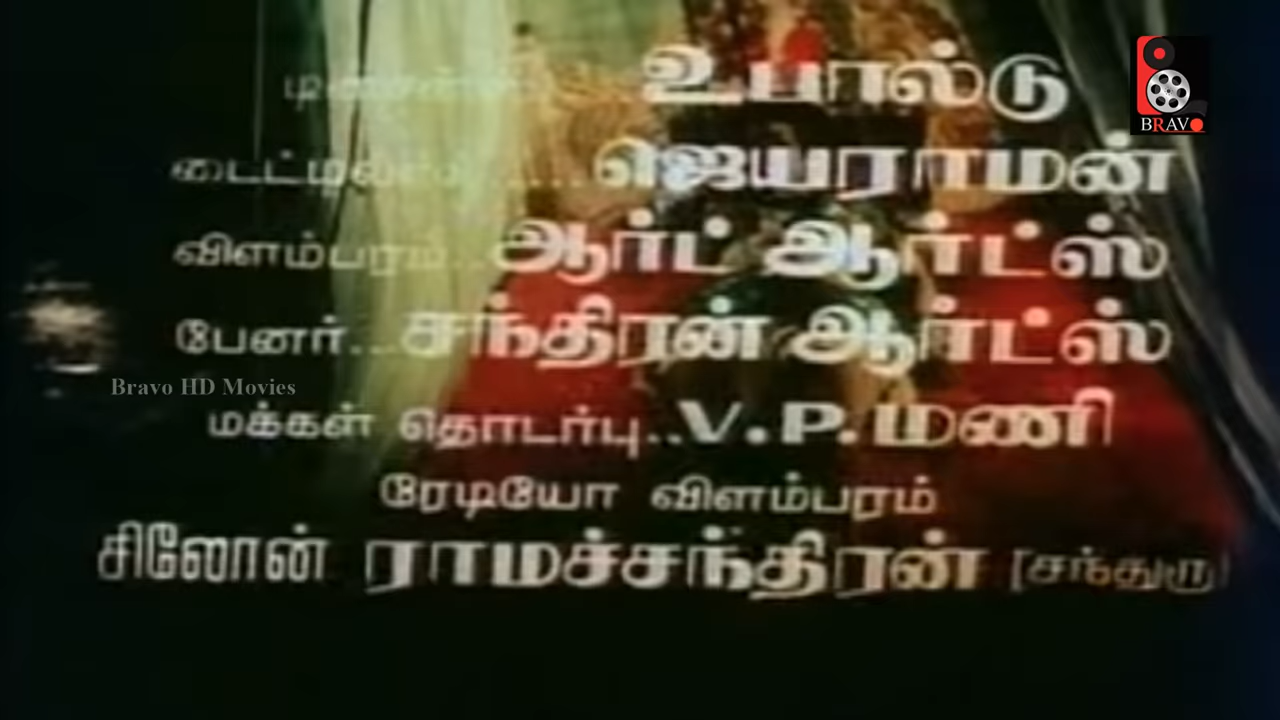 உபால்டு
BRAVO
ஜெயராமன்
விளம்பரம்..ஆர்ட் ஆர்ட்ஸ்
பேனர்...சந்திரன் ஆர்ட்ஸ்
Bravo HD Movies
மக்கள் தொடர்பு..V.P.மணி
ரேடியோ விளம்பரம்
சிலோன் ராமச்சந்திரன் (சந்துரு)